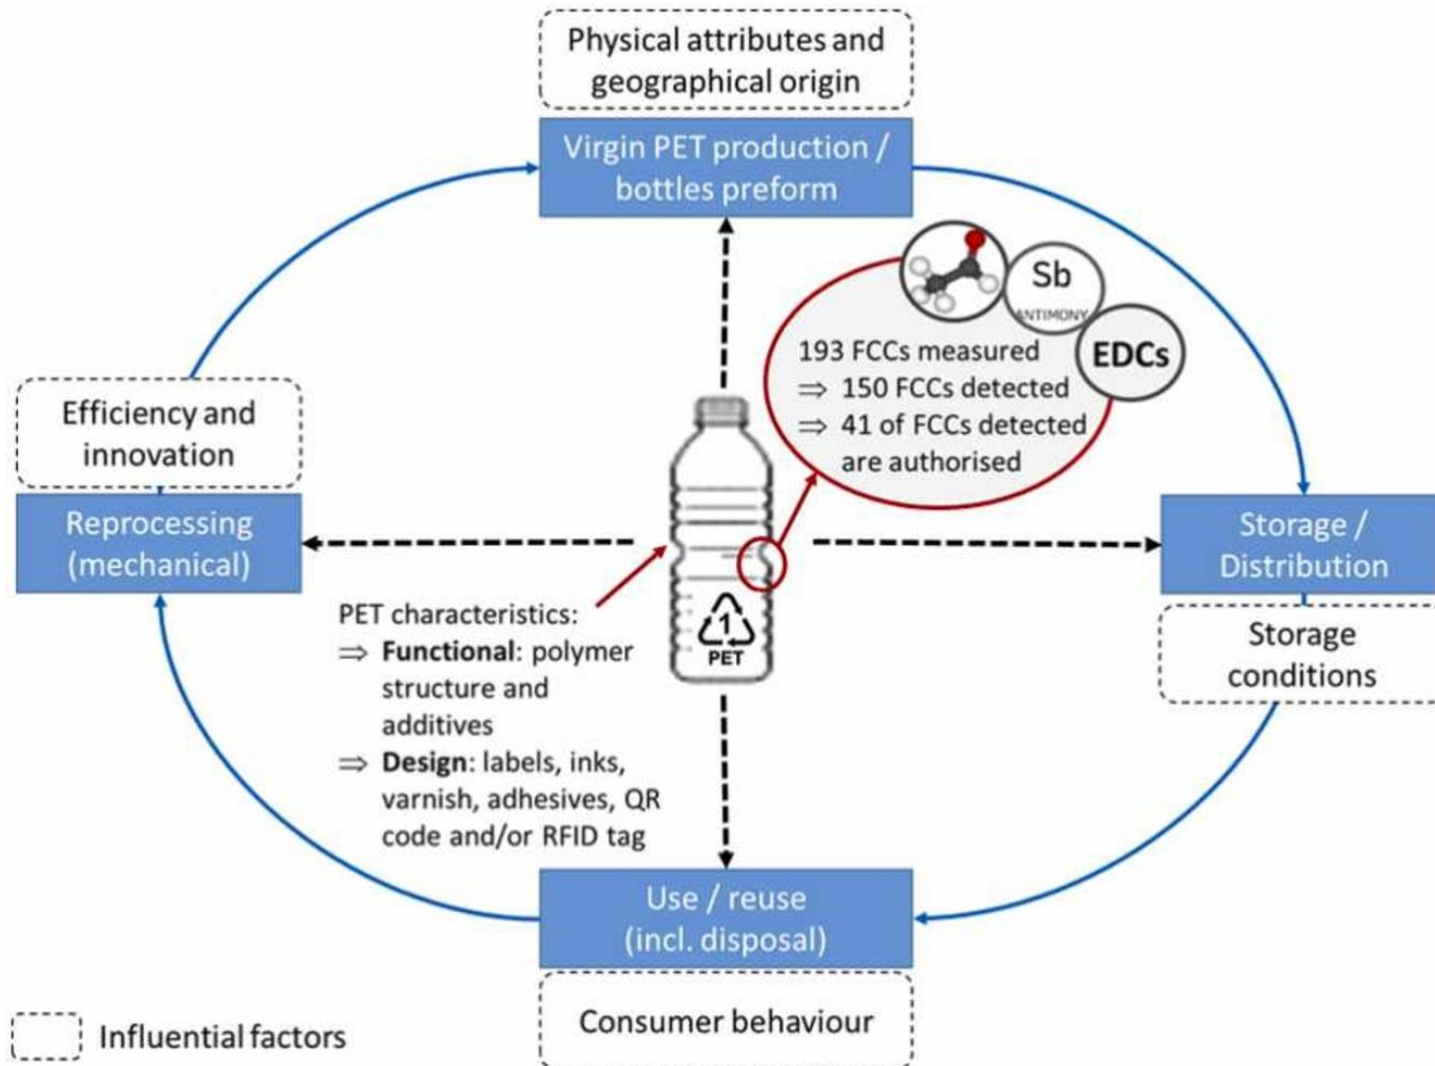 Physical attributes and
geographical origin
Virgin PET production /
bottles preform
Sb
ANTIMONY
EDCs
193 FCCs measured
⇒ 150 FCCs detected
⇒ 41 of FCCs detected
are authorised
Efficiency and
innovation
Reprocessing
(mechanical)
Storage /
Distribution
Storage
conditions
PET characteristics:
⇒ Functional: polymer
structure and
additives
⇒ Design: labels, inks,
varnish, adhesives, QR
code and/or RFID tag
1
PET
Use / reuse
(incl. disposal)
Consumer behaviour
Influential factors